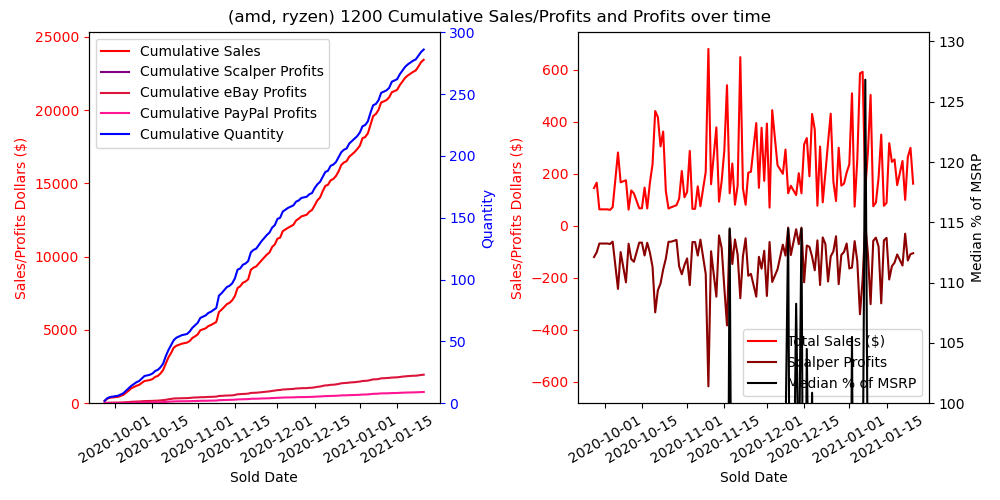 (amd, ryzen) 1200 Cumulative Sales/Profits and Profits over time
Cumulative Sales
Cumulative Scalper Profits
Cumulative eBay Profits
Cumulative PayPal Profits
Cumulative Quantity
Sales/Profits Dollars ($)
25000
20000
15000
10000
5000
0
Quantity
300
250
200
150
100
50
0
2020-10-01
2020-10-15
2020-11-01
2020-11-15
2020-12-01
2020-12-15
2021-01-01
2021-01-15
Sold Date
Sales/Profits Dollars ($)
600
400
200
0
−200
−400
−600
Total Sales ($)
Scalper Profits
Median % of MSRP
Median % of MSRP
130
125
120
115
110
105
100
2020-10-01
2020-10-15
2020-11-01
2020-11-15
2020-12-01
2020-12-15
2021-01-01
2021-01-15
Sold Date